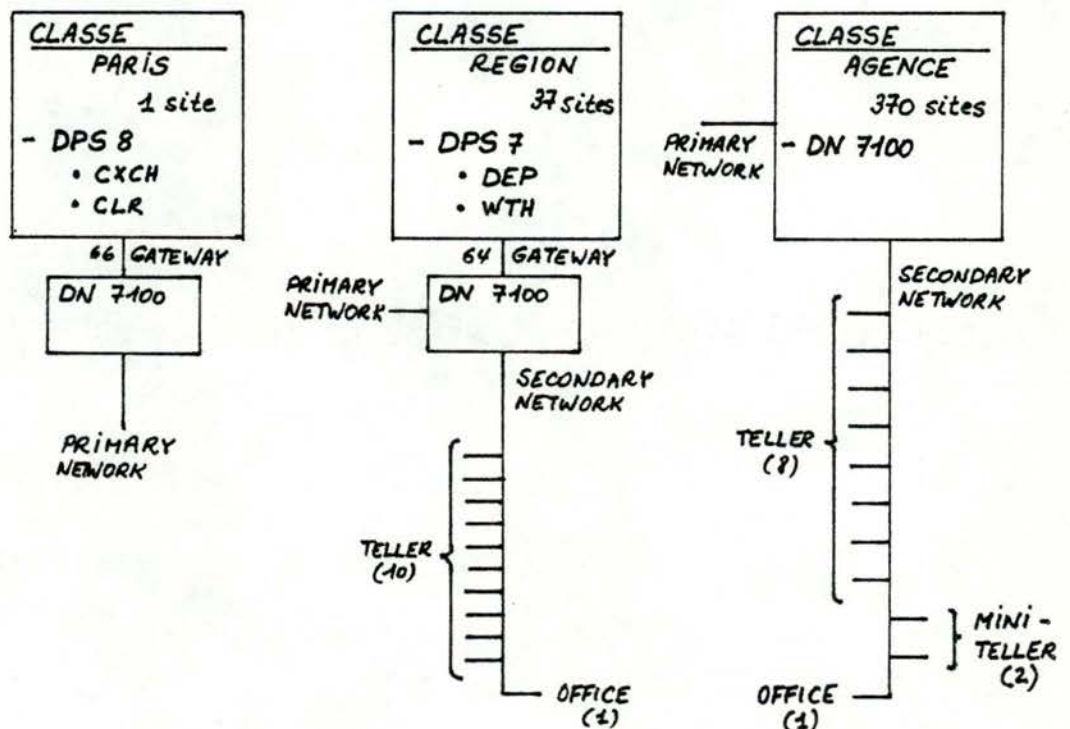 CLASSE
PARIS
1 site
- DPS 8
• CXCH
• CLR
66 GATEWAY
DN 7100
PRIMARY
NETWORK
CLASSE
REGION
37 sites
- DPS 7
• DEP
• WTH
64 GATEWAY
PRIMARY
NETWORK
DN 7100
SECONDARY
NETWORK
TELLER
(10)
OFFICE
(1)
CLASSE
AGENCE
370 sites
PRIMARY
NETWORK
- DN 7100
SECONDARY
NETWORK
TELLER
(8)
MINI-
TELLER
(2)
OFFICE
(1)